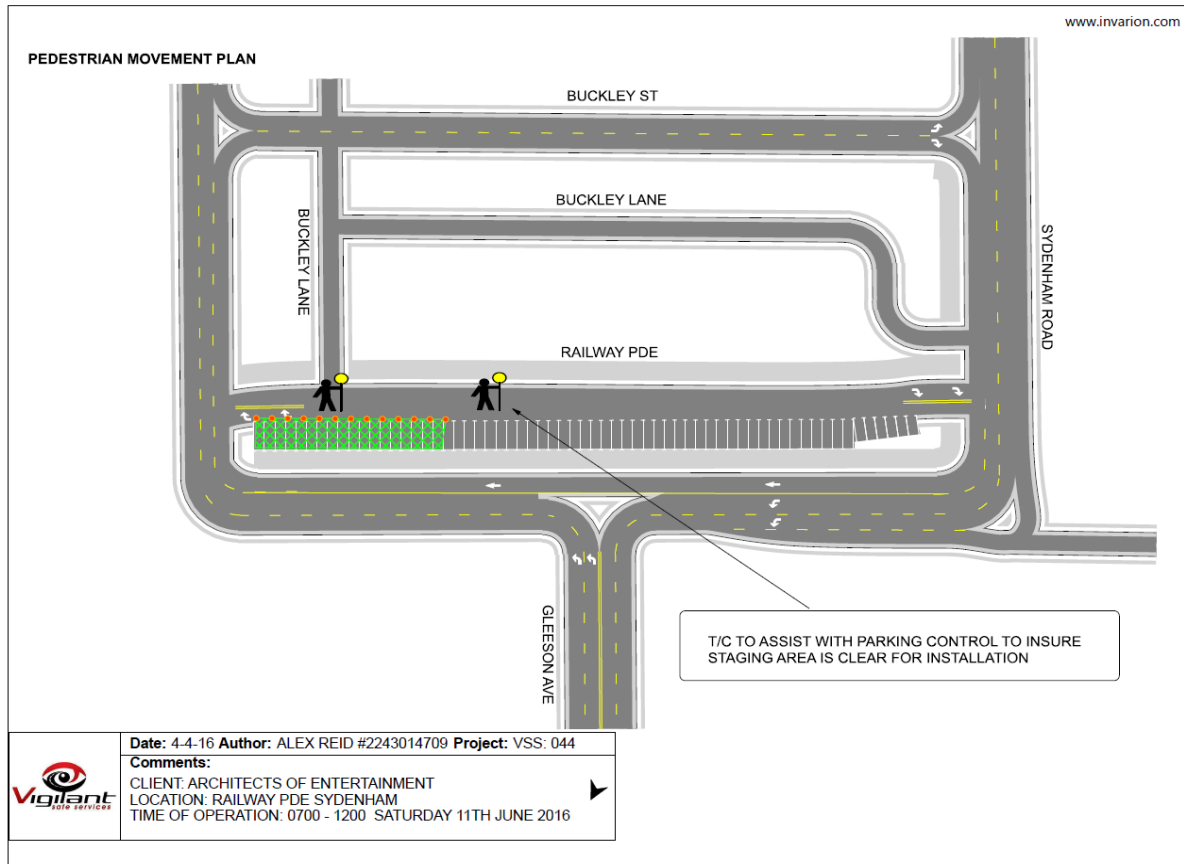 www.invarion.com
PEDESTRIAN MOVEMENT PLAN
BUCKLEY ST
BUCKLEY LANE
BUCKLEY LANE
SYDENHAM ROAD
RAILWAY PDE
GLEESON AVE
T/C TO ASSIST WITH PARKING CONTROL TO INSURE
STAGING AREA IS CLEAR FOR INSTALLATION
Vigilant
safe services
Date: 4-4-16 Author: ALEX REID #2243014709 Project: VSS: 044
Comments:
CLIENT: ARCHITECTS OF ENTERTAINMENT
LOCATION: RAILWAY PDE SYDENHAM
TIME OF OPERATION: 0700 - 1200 SATURDAY 11TH JUNE 2016